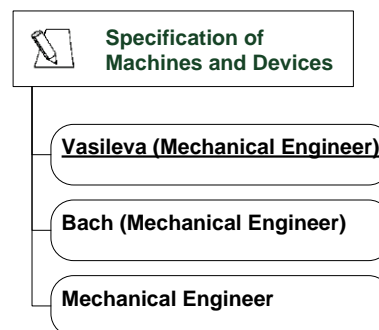 Specification of
Machines and Devices
Vasileva (Mechanical Engineer)
Bach (Mechanical Engineer)
Mechanical Engineer